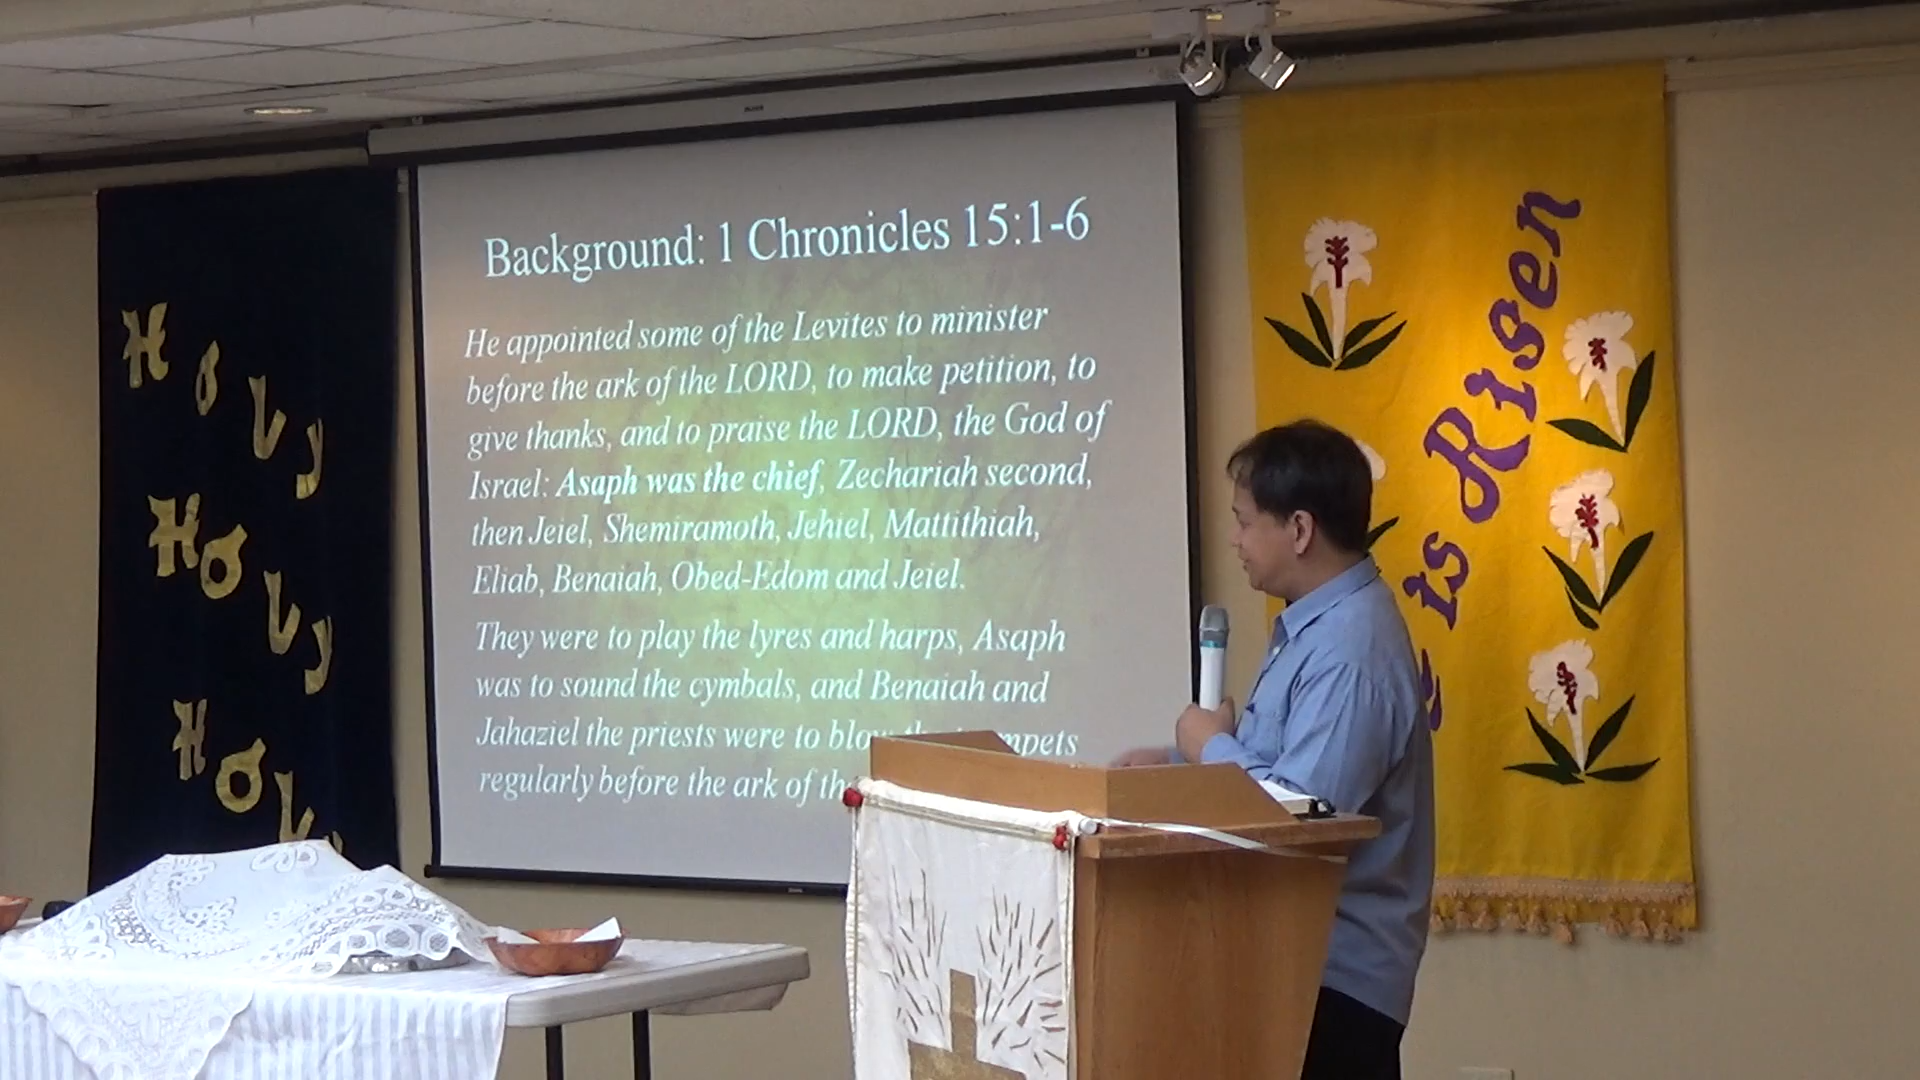 Holy
Holy
Holy
Background: 1 Chronicles 15:1-6
He appointed some of the Levites to minister
before the ark of the LORD, to make petition, to
give thanks, and to praise the LORD, the God of
Israel: Asaph was the chief, Zechariah second,
then Jeiel, Shemiramoth, Jehiel, Mattithiah,
Eliab, Benaiah, Obed-Edom and Jeiel.
They were to play the lyres and harps, Asaph
was to sound the cymbals, and Benaiah and
Jahaziel the priests were to blow the trumpets
regularly before the ark of
is Risen